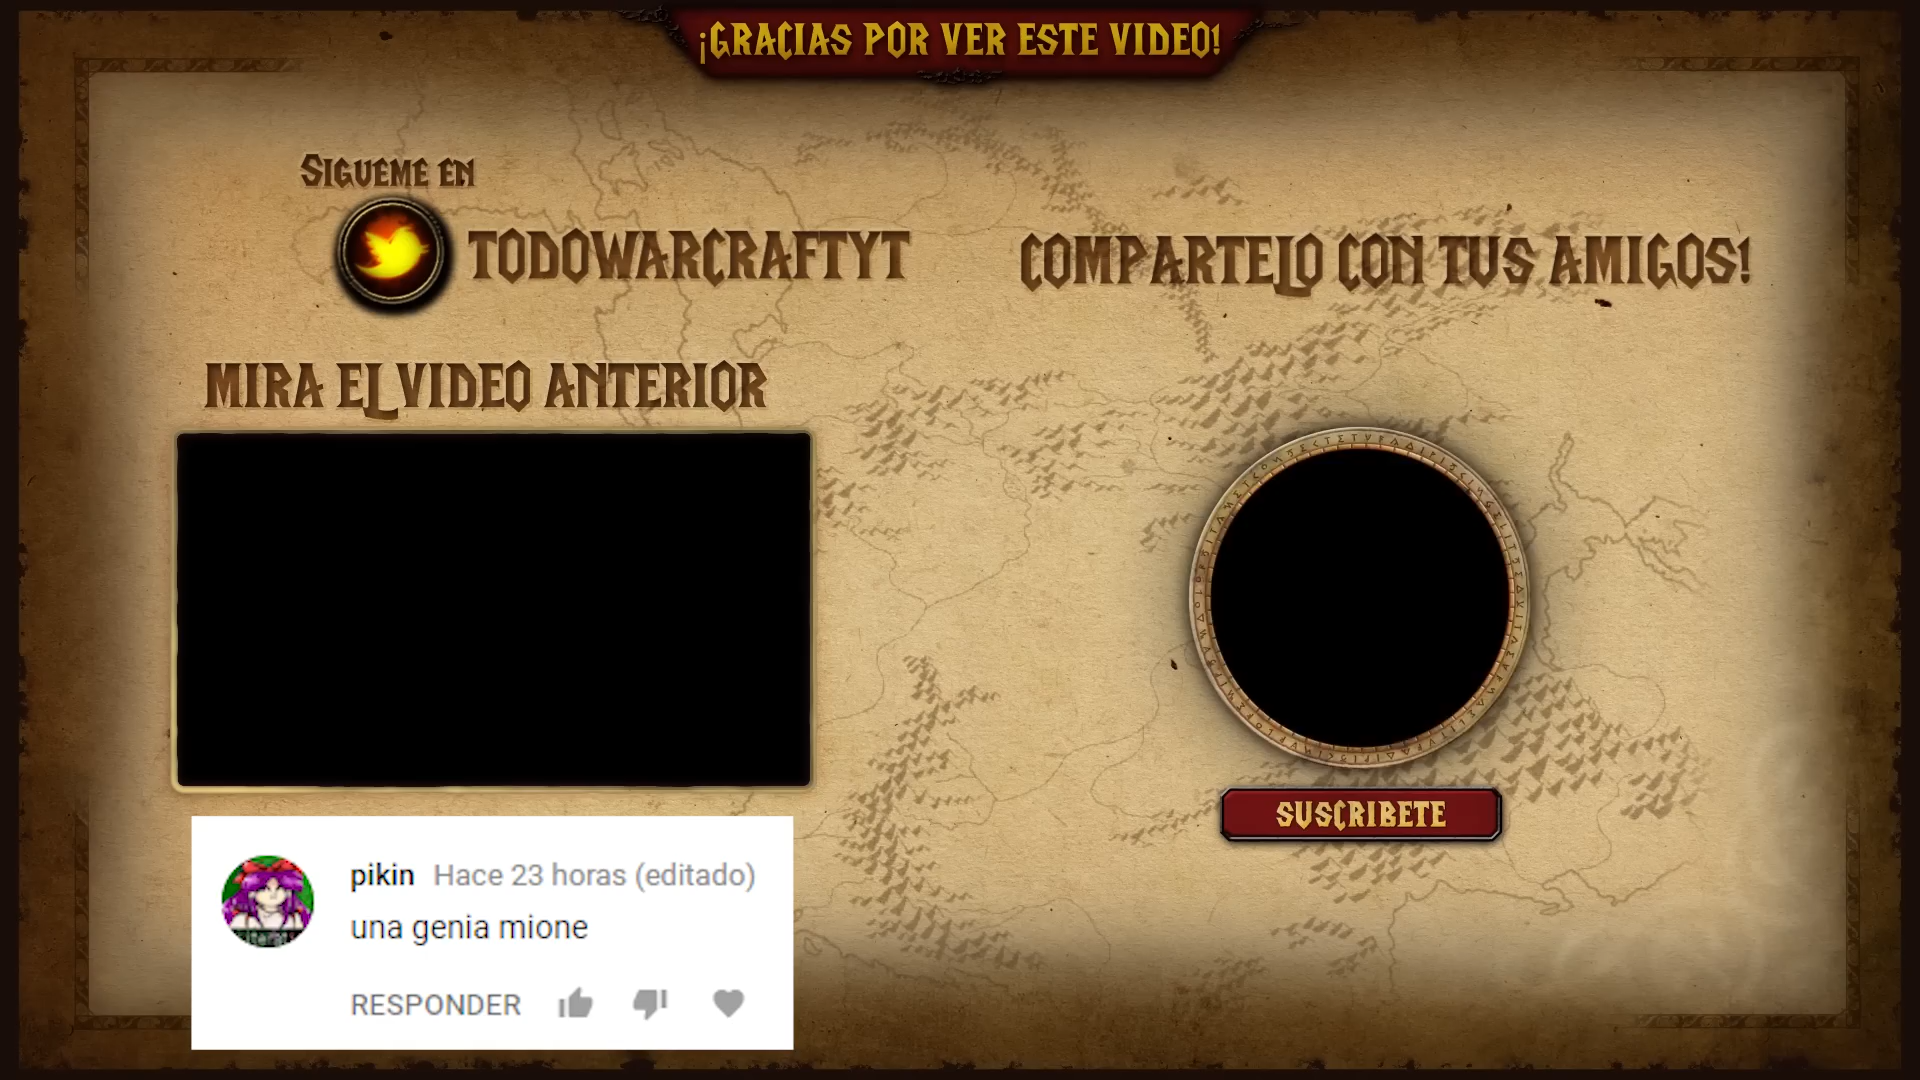 ¡GRACIAS POR VER ESTE VIDEO!
SIGUEME EN
TODOWARCRAFTYT
COMPARTELO CON TUS AMIGOS!
MIRA EL VIDEO ANTERIOR
SUSCRIBETE
pikin Hace 23 horas (editado)
una genia mione
RESPONDER